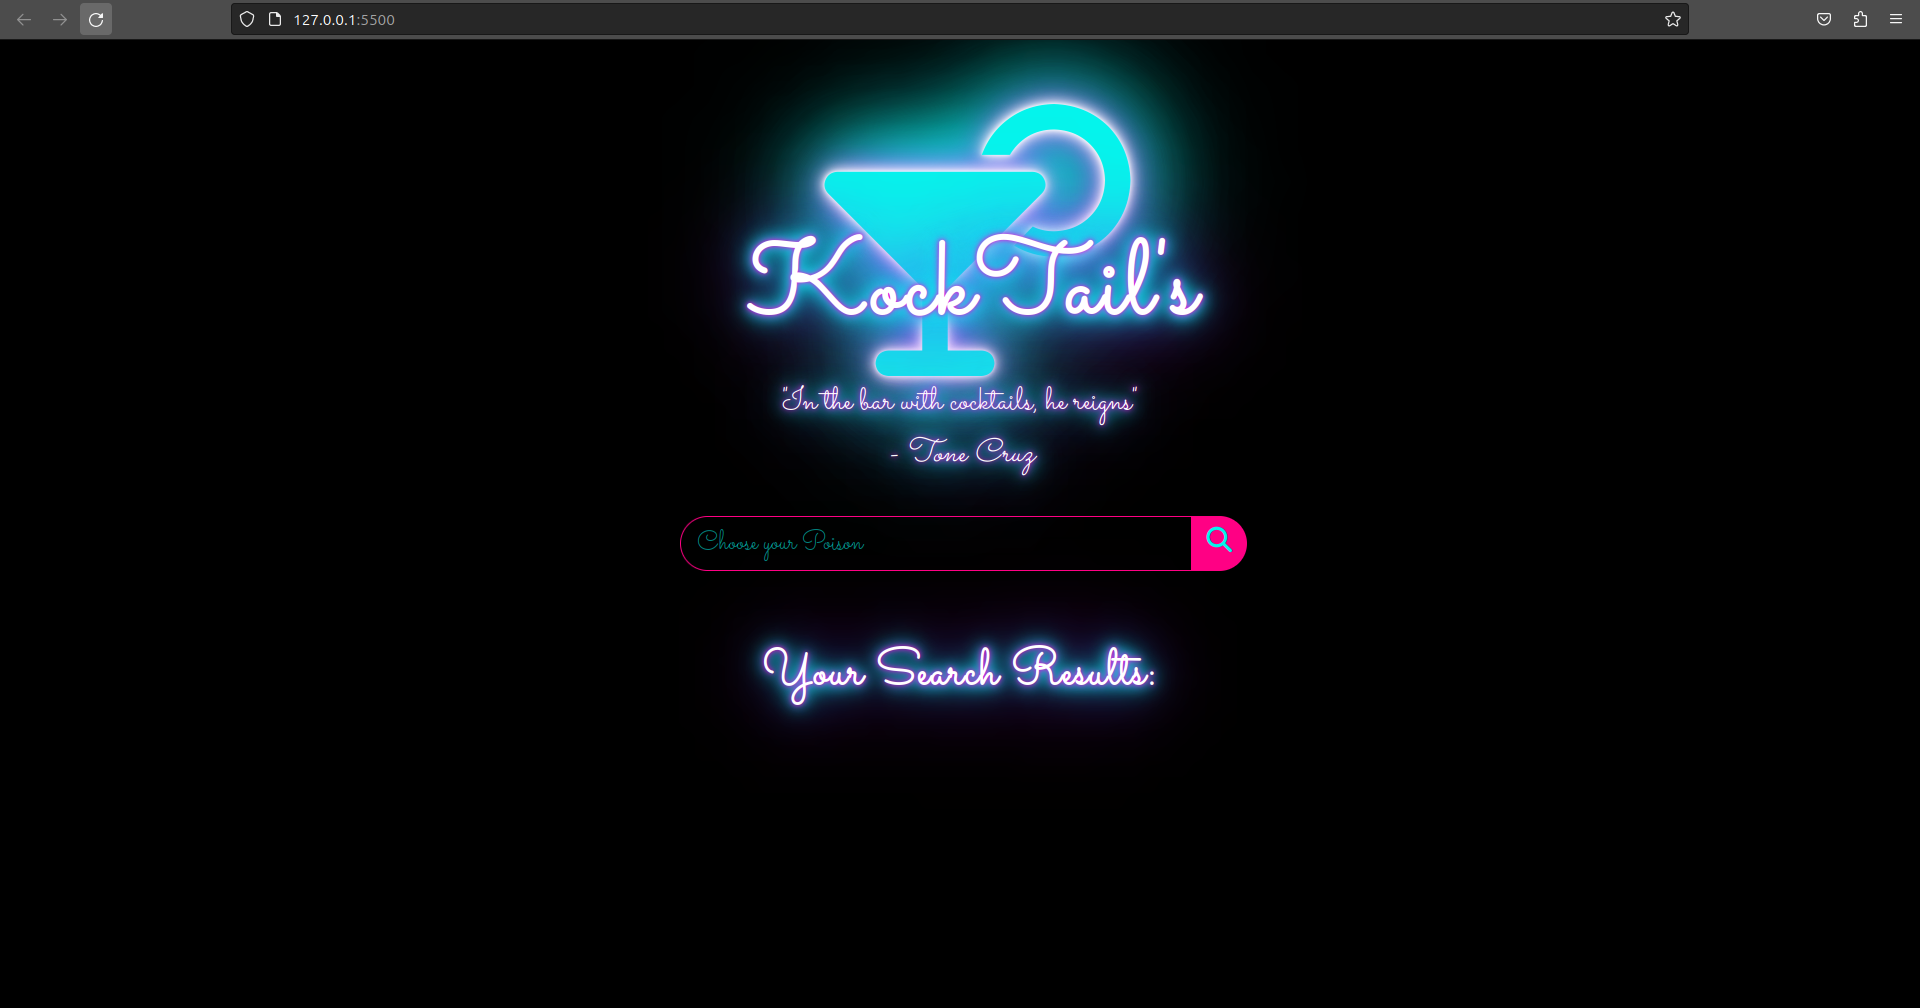 127.0.0.1:5500
KockTail's
"In the bar with cocktails, he reigns"
- Tone Cruz
Choose your Poison
Your Search Results: